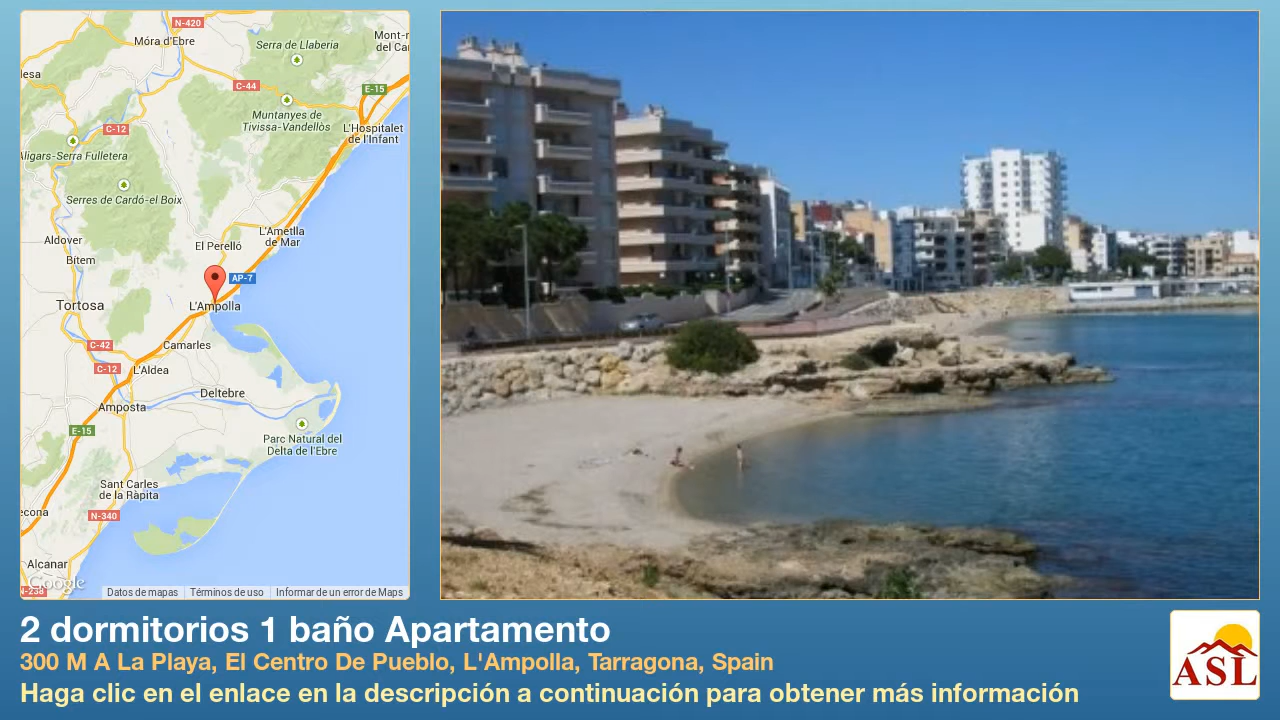 N-420
Móra d'Ebre
Serra de Llaberia
Mont-r
del Ca
esa
C-44
E-15
Muntanyes de
Tivissa-Vandellòs
C-12
L'Hospitalet
de l'Infant
Aligars-Serra Fulletera
Serres de Cardó-el Boix
Aldover
L'Ametlla
de Mar
El Perelló
Bítem
AP-7
Tortosa
L'Ampolla
C-42
Camarles
C-12
L'Aldea
Deltebre
Amposta
E-15
Parc Natural del
Delta de l'Ebre
Sant Carles
de la Ràpita
econa
N-340
Alcanar
Google
N-238
Datos de mapas
Términos de uso
Informar de un error de Maps
2 dormitorios 1 baño Apartamento
300 M A La Playa, El Centro De Pueblo, L'Ampolla, Tarragona, Spain
Haga clic en el enlace en la descripción a continuación para obtener más información
ASL